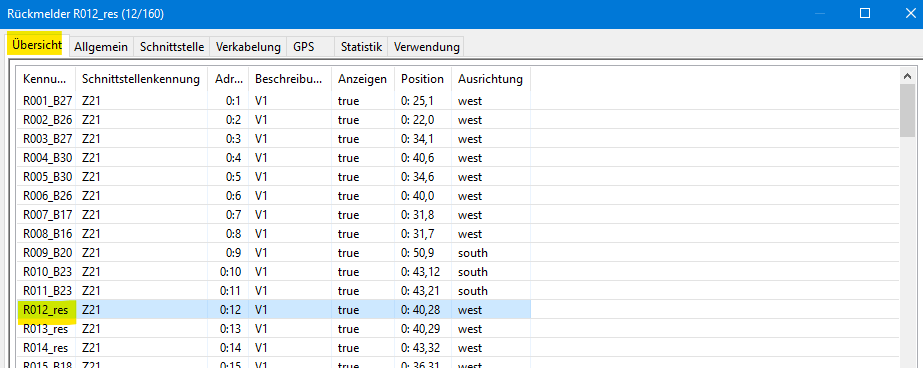 Rückmelder R012_res (12/160)
Übersicht Allgemein Schnittstelle Verkabelung GPS Statistik Verwendung
Kennu... Schnittstellenkennung Adr... Beschreibu... Anzeigen Position Ausrichtung
R001_B27 Z21 0:1 V1 true 0: 25,1 west
R002_B26 Z21 0:2 V1 true 0: 22,0 west
R003_B27 Z21 0:3 V1 true 0: 34,1 west
R004_B30 Z21 0:4 V1 true 0: 40,6 west
R005_B30 Z21 0:5 V1 true 0: 34,6 west
R006_B26 Z21 0:6 V1 true 0: 40,0 west
R007_B17 Z21 0:7 V1 true 0: 31,8 west
R008_B16 Z21 0:8 V1 true 0: 31,7 west
R009_B20 Z21 0:9 V1 true 0: 50,9 south
R010_B23 Z21 0:10 V1 true 0: 43,12 south
R011_B23 Z21 0:11 V1 true 0: 43,21 south
R012_res Z21 0:12 V1 true 0: 40,28 west
R013_res Z21 0:13 V1 true 0: 40,29 west
R014_res Z21 0:14 V1 true 0: 43,32 west
R015_B18 Z21 0:15 V1 true 0: 36,31 west